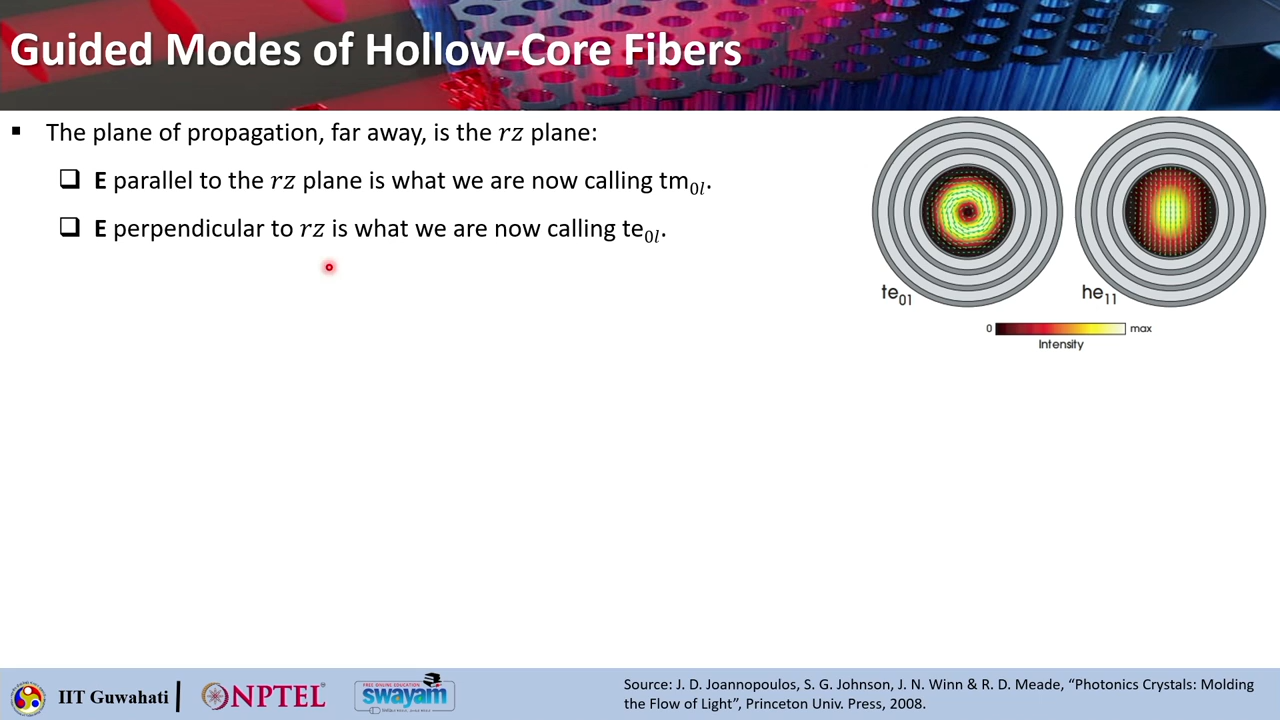 Guided Modes of Hollow-Core Fibers
▪ The plane of propagation, far away, is the 𝑟𝑧 plane:
❑ E parallel to the 𝑟𝑧 plane is what we are now calling tm₀𝑙.
❑ E perpendicular to 𝑟𝑧 is what we are now calling te₀𝑙.
te₀₁ he₁₁
0 max
Intensity
IIT Guwahati
NPTEL
FREE ONLINE EDUCATION
swayam
Source: J. D. Joannopoulos, S. G. Johnson, J. N. Winn & R. D. Meade, “Photonics Crystals: Molding
the Flow of Light”, Princeton Univ. Press, 2008.